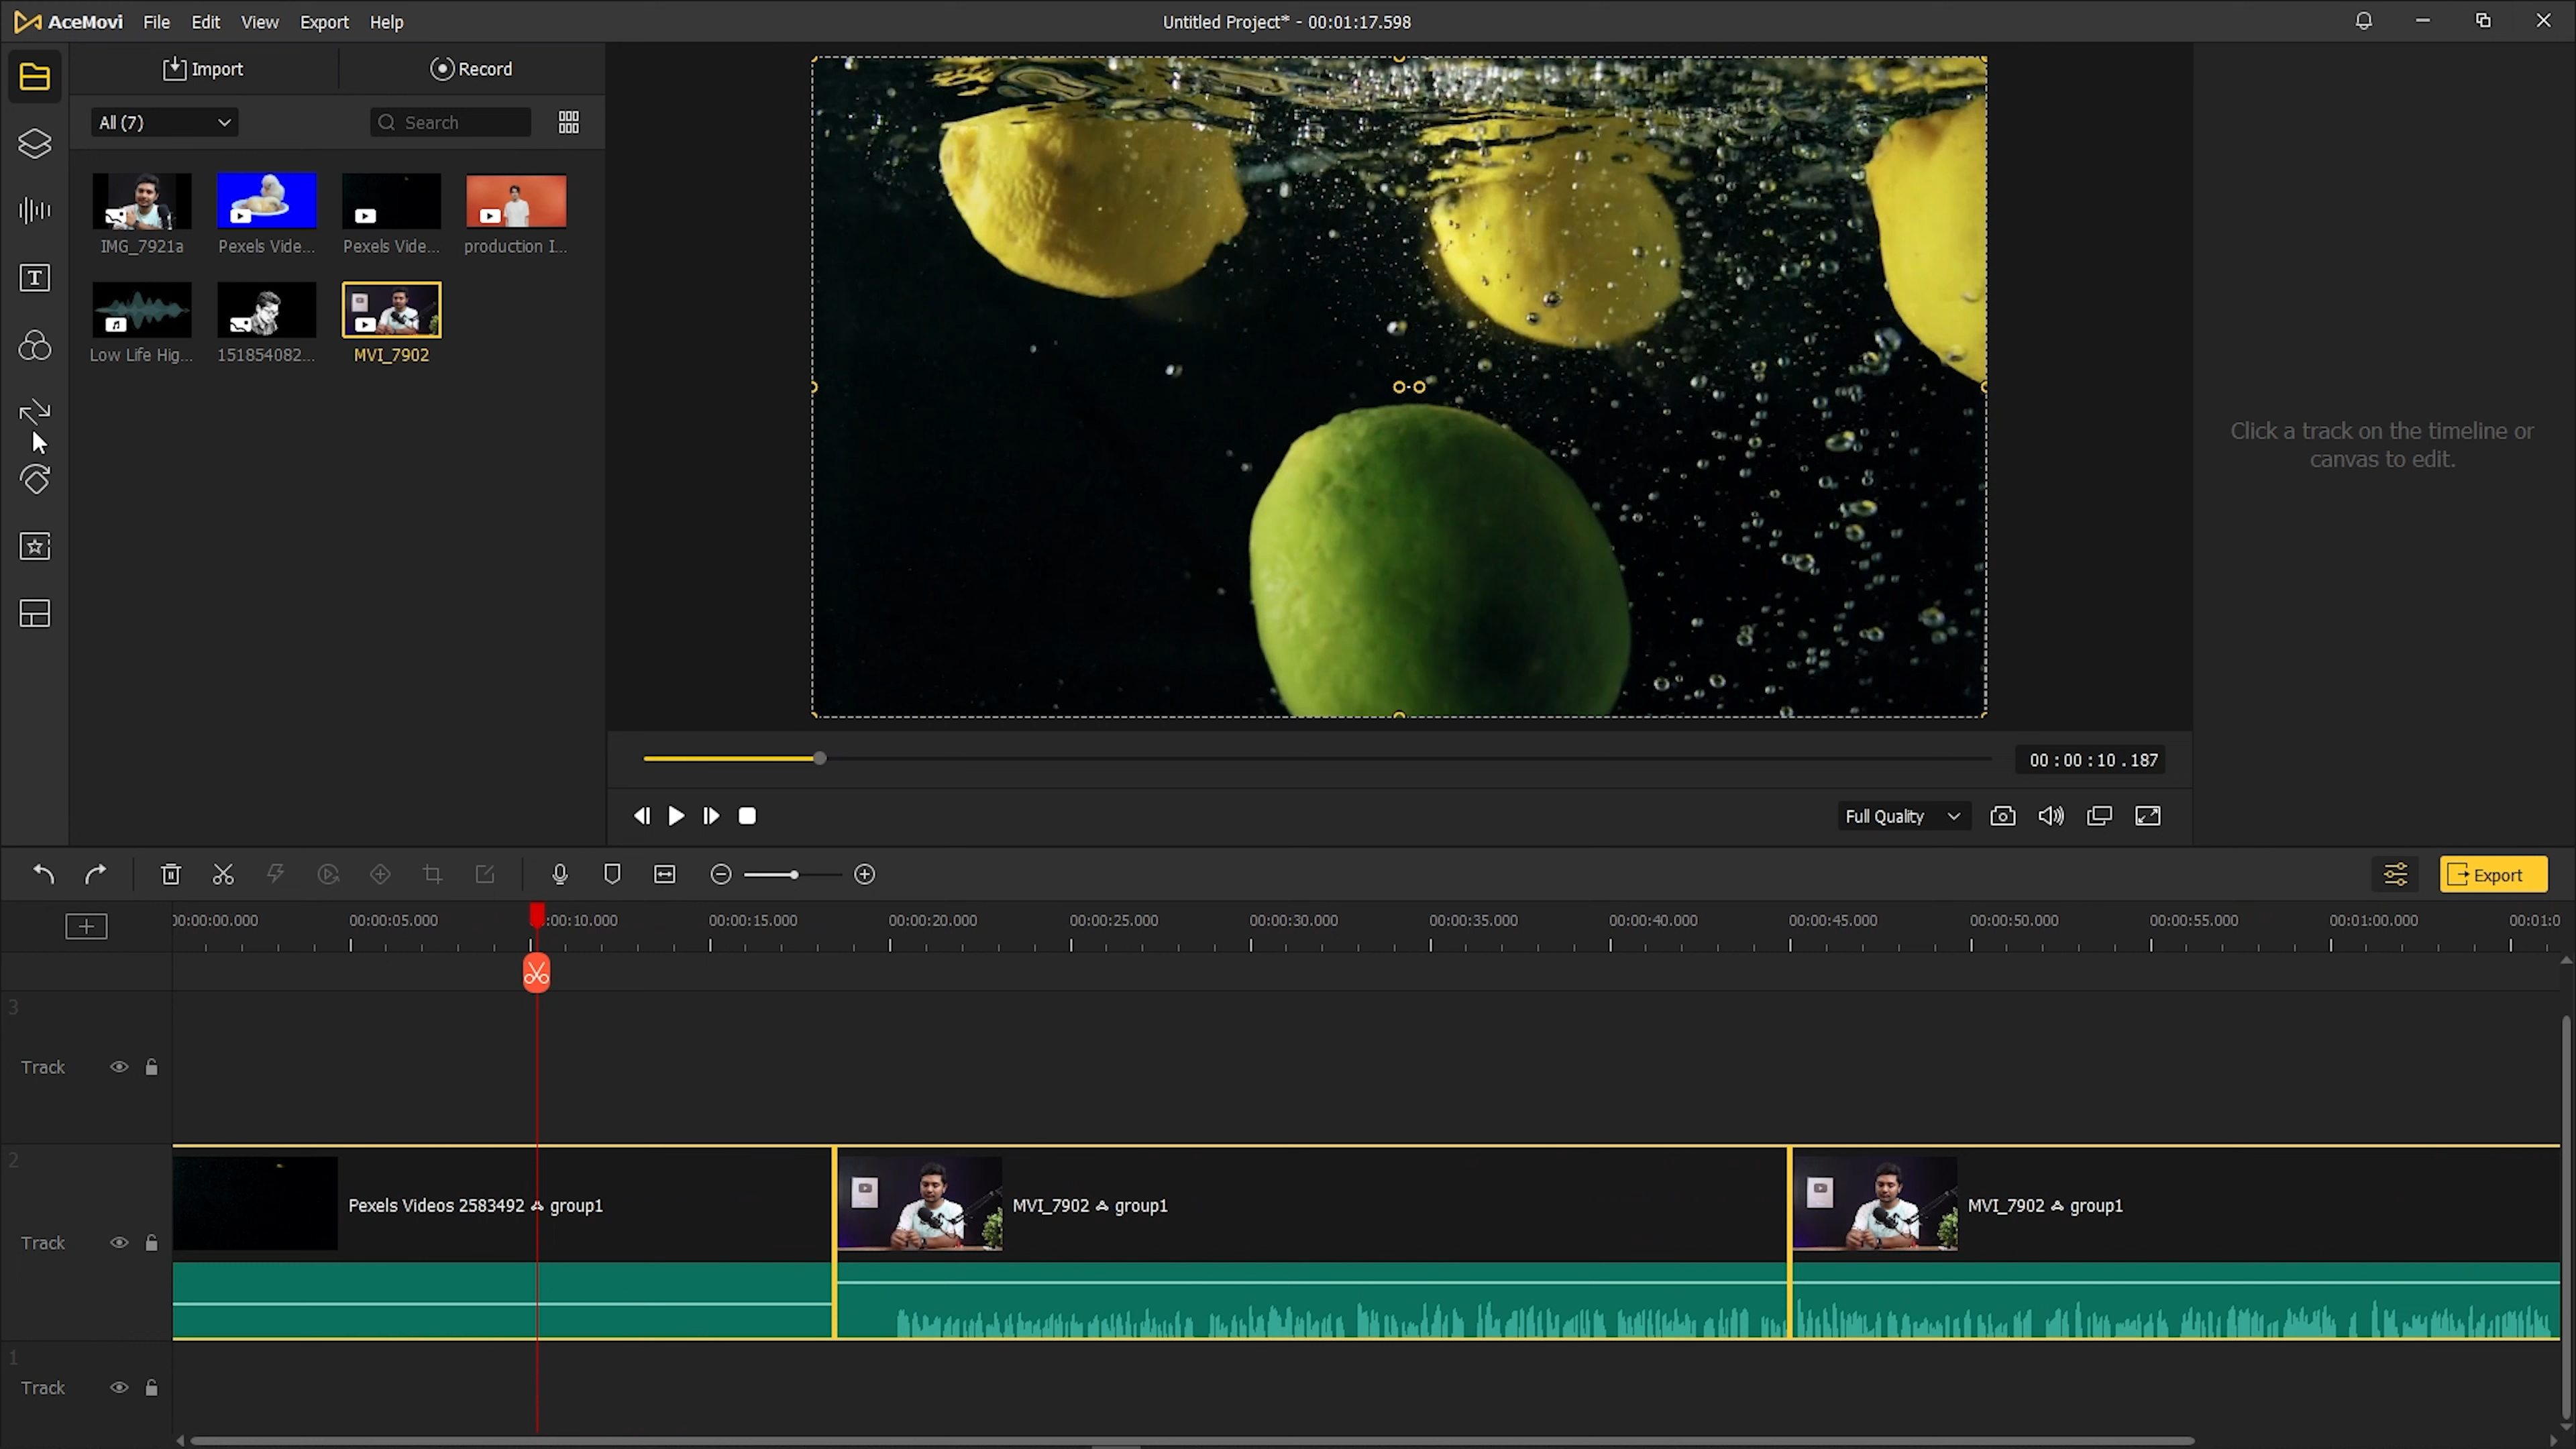 AceMovi File Edit View Export Help
Untitled Project* - 00:01:17.598
Import Record
All (7) Search
IMG_7921a Pexels Vide... Pexels Vide... production I...
Low Life Hig... 151854082... MVI_7902
Click a track on the timeline or
canvas to edit.
00:00:10.187
Full Quality
Export
00:00:00.000 00:00:05.000 :00:10.000 00:00:15.000 00:00:20.000 00:00:25.000 00:00:30.000 00:00:35.000 00:00:40.000 00:00:45.000 00:00:50.000 00:00:55.000 00:01:00.000 00:01:0
3
Track
2
Track
Pexels Videos 2583492 group1 MVI_7902 group1 MVI_7902 group1
1
Track